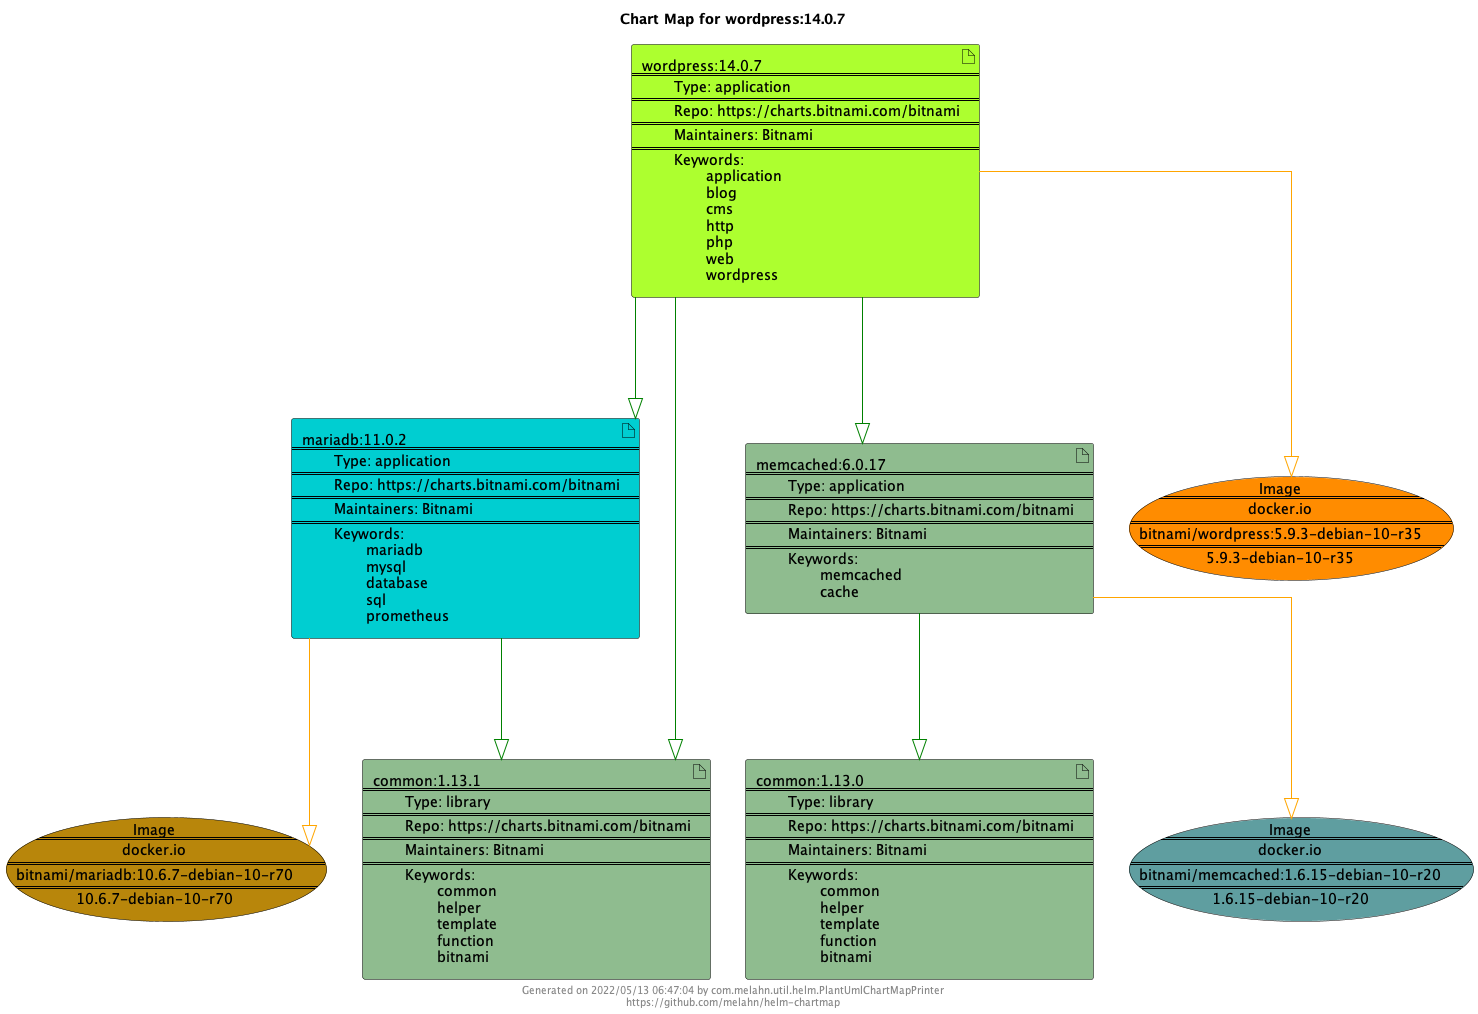 Chart Map for wordpress:14.0.7
wordpress:14.0.7
Type: application
Repo: https://charts.bitnami.com/bitnami
Maintainers: Bitnami
Keywords:
application
blog
cms
http
php
web
wordpress
mariadb:11.0.2
Type: application
Repo: https://charts.bitnami.com/bitnami
Maintainers: Bitnami
Keywords:
mariadb
mysql
database
sql
prometheus
memcached:6.0.17
Type: application
Repo: https://charts.bitnami.com/bitnami
Maintainers: Bitnami
Keywords:
memcached
cache
Image
docker.io
bitnami/wordpress:5.9.3-debian-10-r35
5.9.3-debian-10-r35
Image
docker.io
bitnami/mariadb:10.6.7-debian-10-r70
10.6.7-debian-10-r70
common:1.13.1
Type: library
Repo: https://charts.bitnami.com/bitnami
Maintainers: Bitnami
Keywords:
common
helper
template
function
bitnami
common:1.13.0
Type: library
Repo: https://charts.bitnami.com/bitnami
Maintainers: Bitnami
Keywords:
common
helper
template
function
bitnami
Image
docker.io
bitnami/memcached:1.6.15-debian-10-r20
1.6.15-debian-10-r20
Generated on 2022/05/13 06:47:04 by com.melahn.util.helm.PlantUmlChartMapPrinter
https://github.com/melahn/helm-chartmap